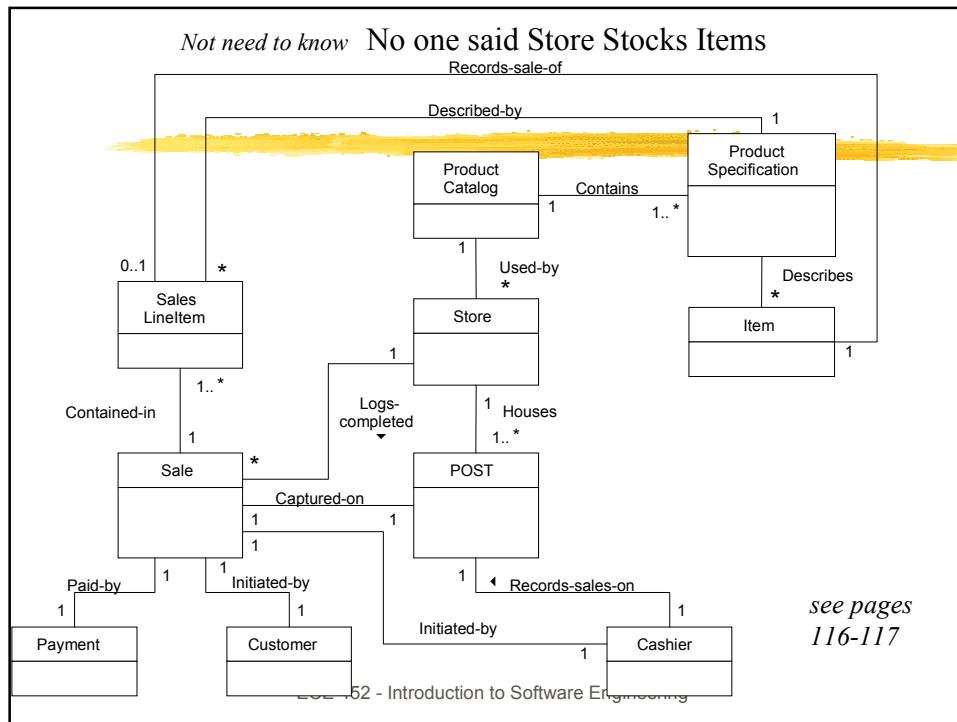 Not need to know No one said Store Stocks Items
Records-sale-of
Described-by
1
Product
Specification
Product
Catalog
Contains
1
1.. *
1
Used-by
*
Describes
*
0..1
*
Sales
LineItem
Store
Item
1
1
1.. *
1
Houses
Logs-
completed
Contained-in
1.. *
1
Sale
*
POST
Captured-on
1
1
1
Paid-by
1
1
Initiated-by
1
Records-sales-on
1
1
Initiated-by
1
1
see pages
116-117
Payment
Customer
Cashier
152 - Introduction to Software Engineering